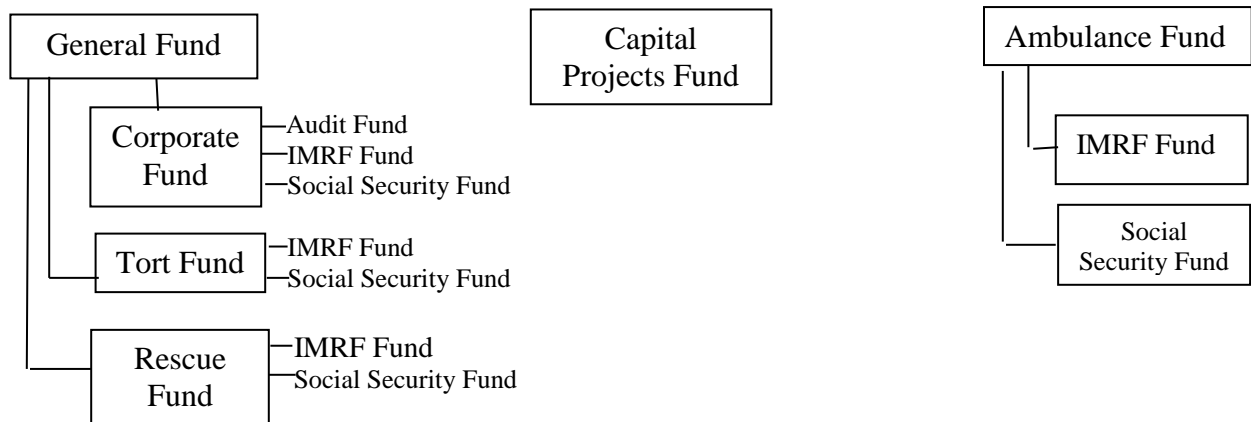 General Fund
Capital
Projects Fund
Ambulance Fund
Corporate
Fund
Audit Fund
IMRF Fund
Social Security Fund
Tort Fund
IMRF Fund
Social Security Fund
Rescue
Fund
IMRF Fund
Social Security Fund
IMRF Fund
Social
Security Fund